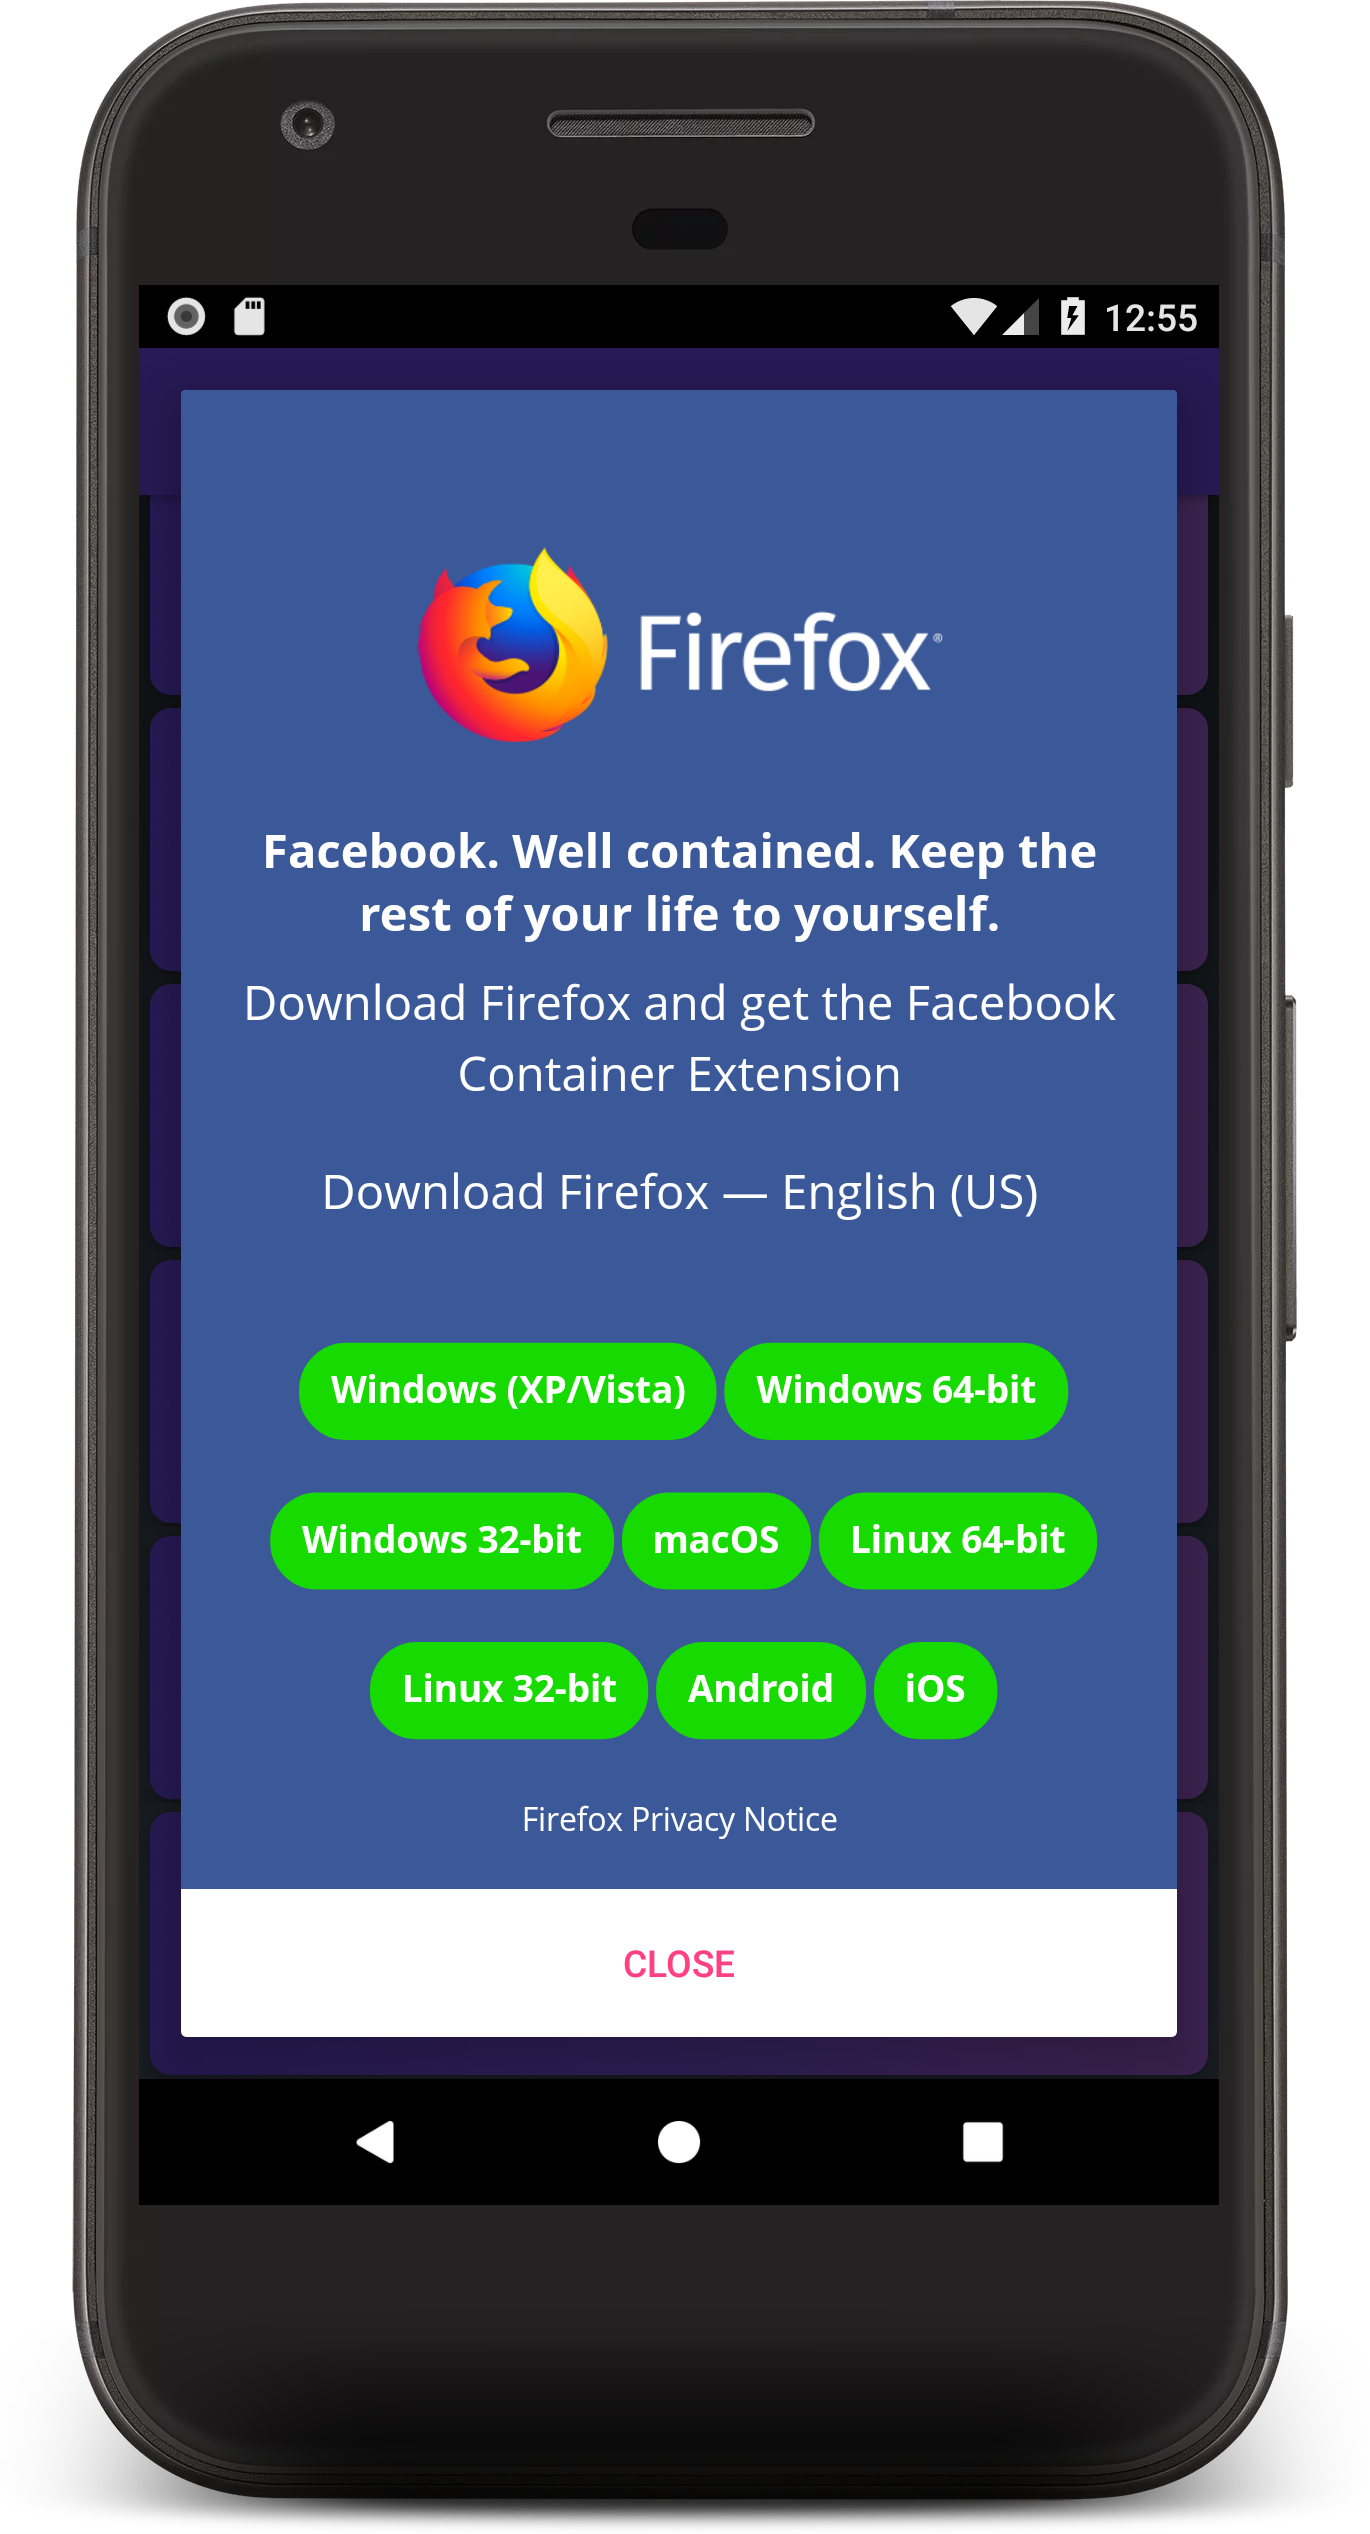 12:55
Firefox®
Facebook. Well contained. Keep the
rest of your life to yourself.
Download Firefox and get the Facebook
Container Extension
Download Firefox — English (US)
Windows (XP/Vista) Windows 64-bit
Windows 32-bit macOS Linux 64-bit
Linux 32-bit Android iOS
Firefox Privacy Notice
CLOSE